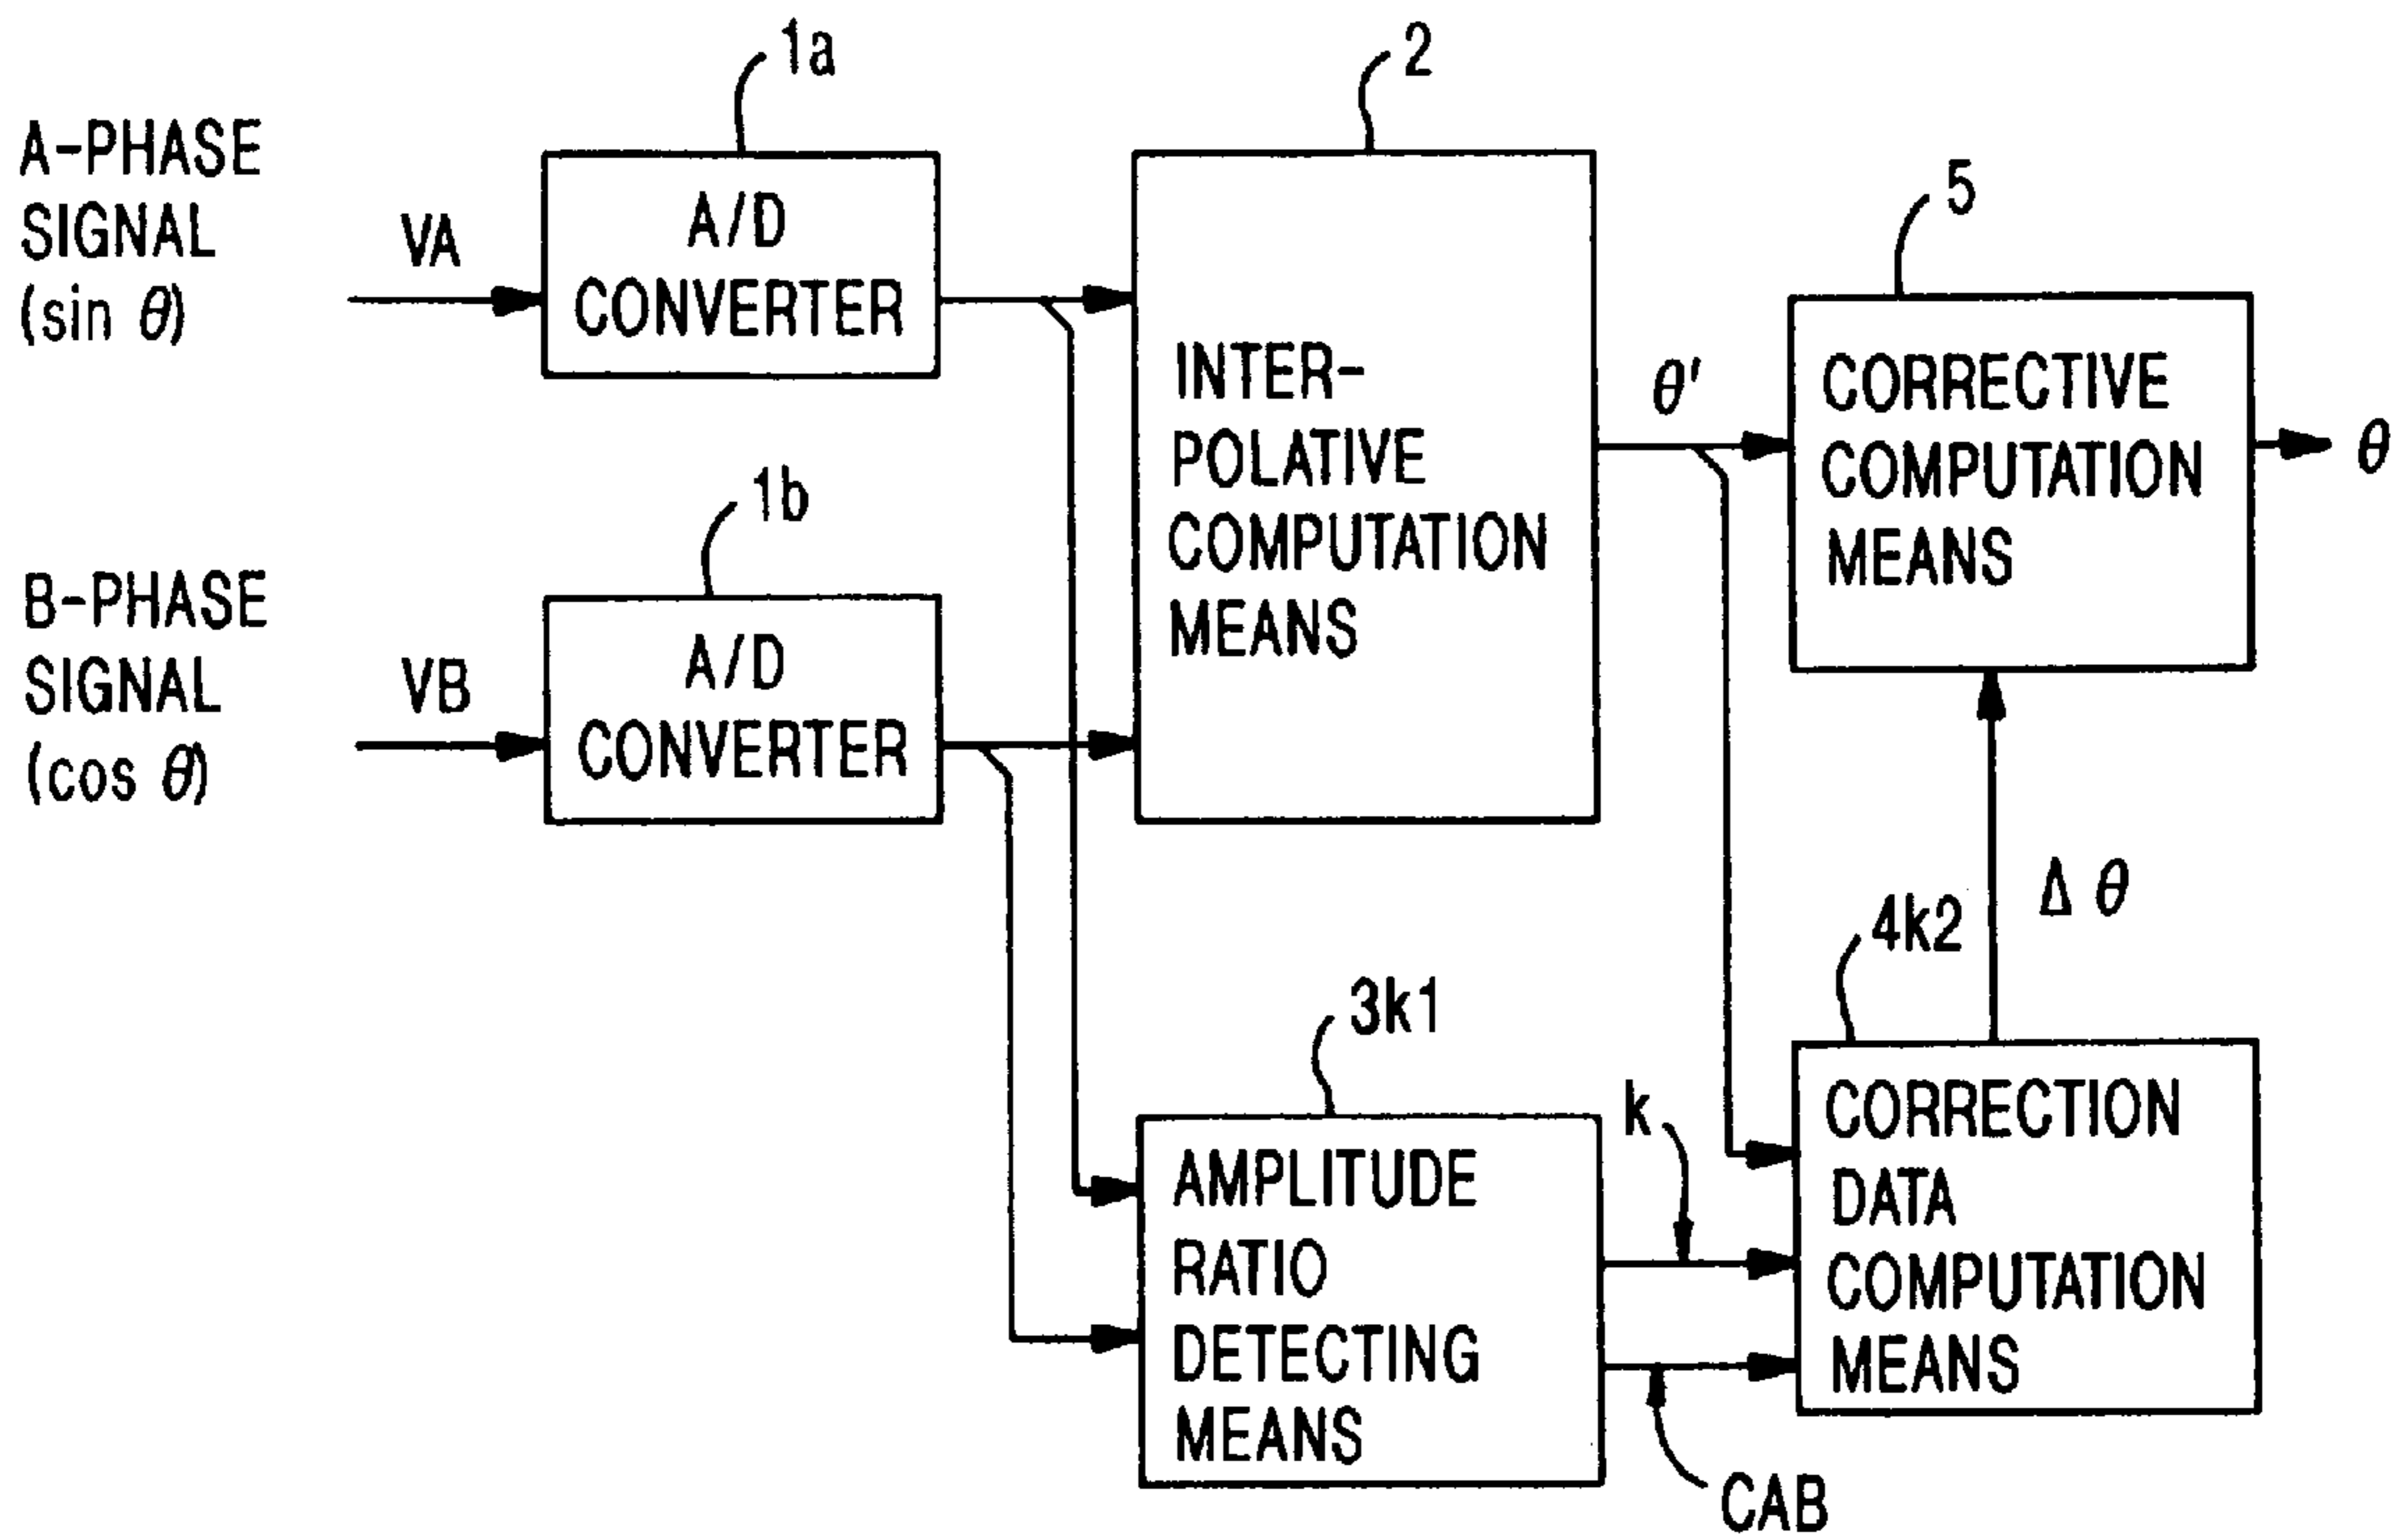 1a
2
A-PHASE
SIGNAL
(sin θ)
VA
A/D
CONVERTER
5
INTER-
POLATIVE
COMPUTATION
MEANS
θ'
CORRECTIVE
COMPUTATION
MEANS
θ
1b
B-PHASE
SIGNAL
(cos θ)
VB
A/D
CONVERTER
Δ θ
4k2
3k1
k
AMPLITUDE
RATIO
DETECTING
MEANS
CORRECTION
DATA
COMPUTATION
MEANS
CAB